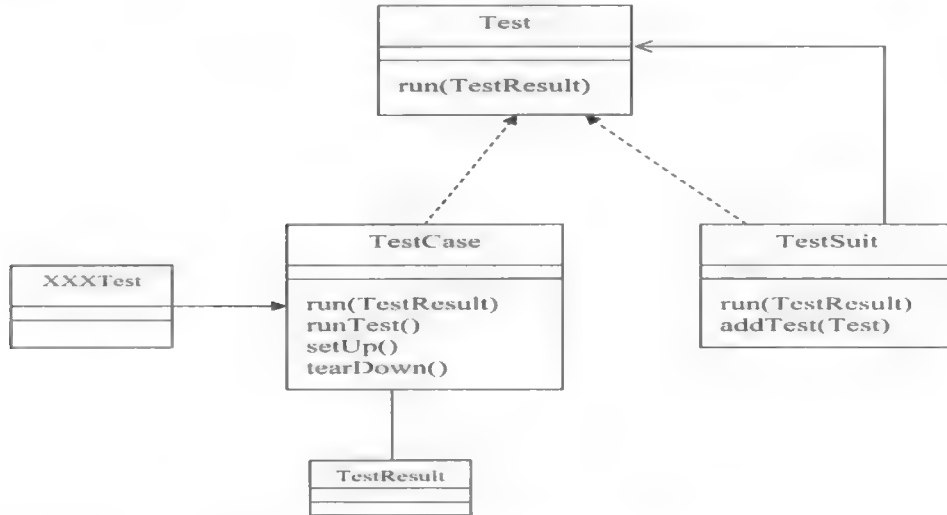 Test
run(TestResult)
TestCase
run(TestResult)
runTest()
setUp()
tearDown()
TestSuit
run(TestResult)
addTest(Test)
XXXTest
TestResult